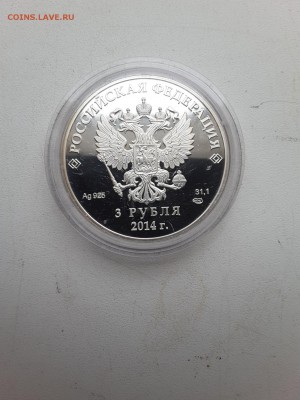 COINS.LAVE.RU
РОССИЙСКАЯ ФЕДЕРАЦИЯ
Ag 925
31,1
3 РУБЛЯ
2014 г.